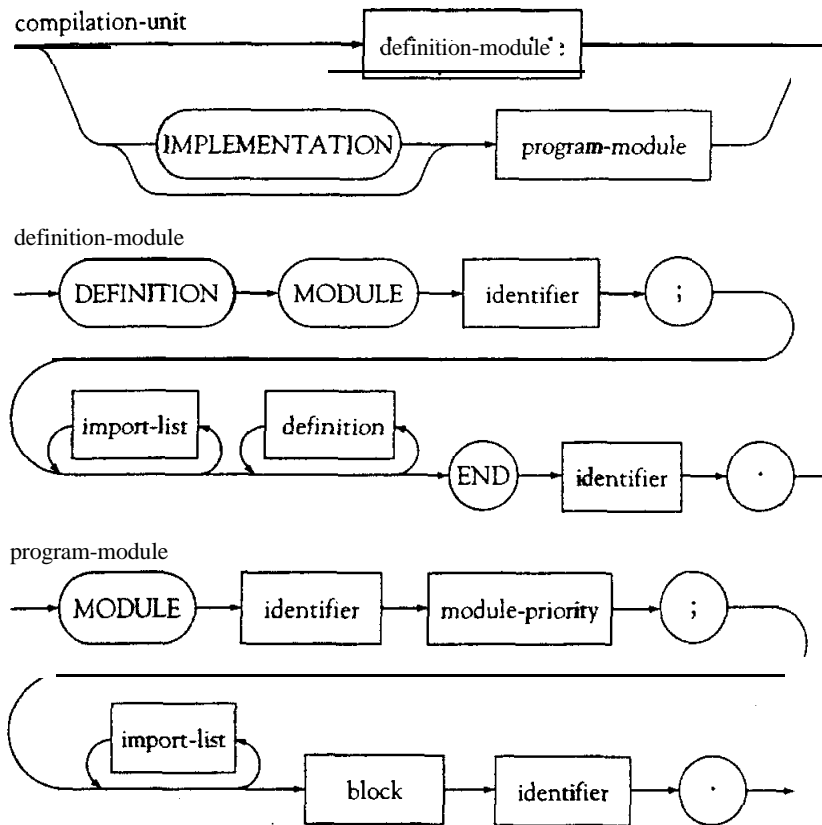 compilation-unit
definition-module
IMPLEMENTATION program-module
definition-module
DEFINITION MODULE identifier ;
import-list definition
END identifier .
program-module
MODULE identifier module-priority ;
import-list
block identifier .